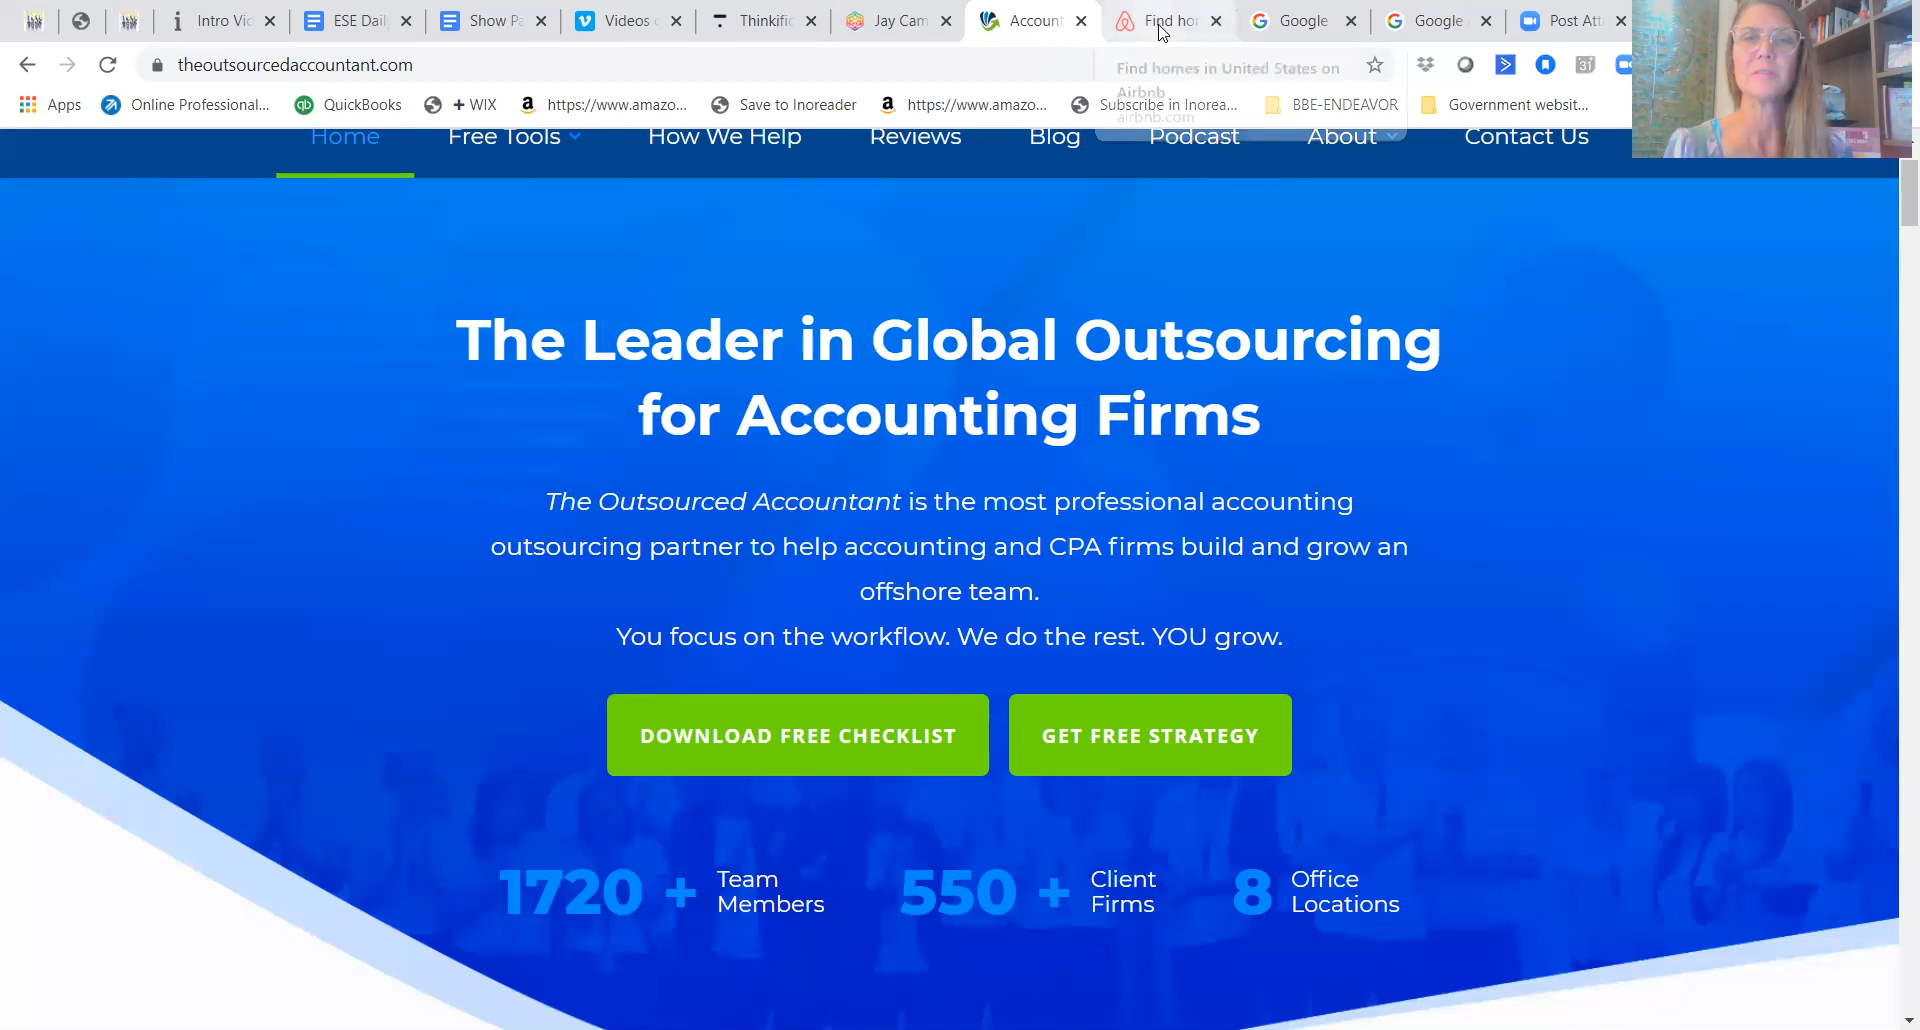 Intro Vid
ESE Dail
Show Pa
Videos
Thinkific
Jay Cam
Account
Find hor
Google
Google
Post Att
theoutsourcedaccountant.com
Find homes in United States on
Airbnb
airbnb.com
Apps
Online Professional...
QuickBooks
+ WIX
https://www.amazo...
Save to Inoreader
https://www.amazo...
Subscribe in Inorea...
BBE-ENDEAVOR
Government websit...
Home
Free Tools
How We Help
Reviews
Blog
Podcast
About
Contact Us
The Leader in Global Outsourcing
for Accounting Firms
The Outsourced Accountant is the most professional accounting
outsourcing partner to help accounting and CPA firms build and grow an
offshore team.
You focus on the workflow. We do the rest. YOU grow.
DOWNLOAD FREE CHECKLIST
GET FREE STRATEGY
1720 + Team
Members
550 + Client
Firms
8 Office
Locations